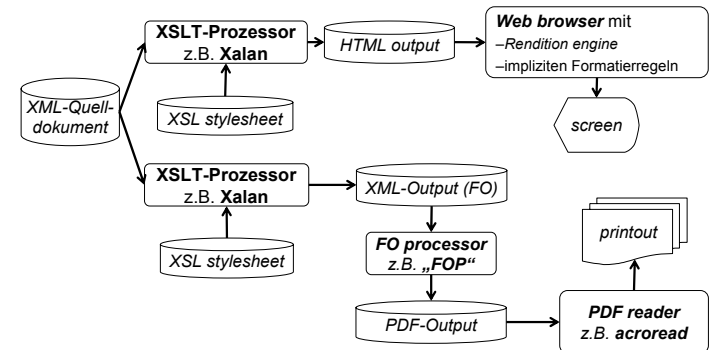 XSLT-Prozessor
z.B. Xalan
HTML output
Web browser mit
–Rendition engine
–impliziten Formatierregeln
XML-Quell-
dokument
XSL stylesheet
screen
XSLT-Prozessor
z.B. Xalan
XML-Output (FO)
XSL stylesheet
FO processor
z.B. „FOP“
printout
PDF-Output
PDF reader
z.B. acroread